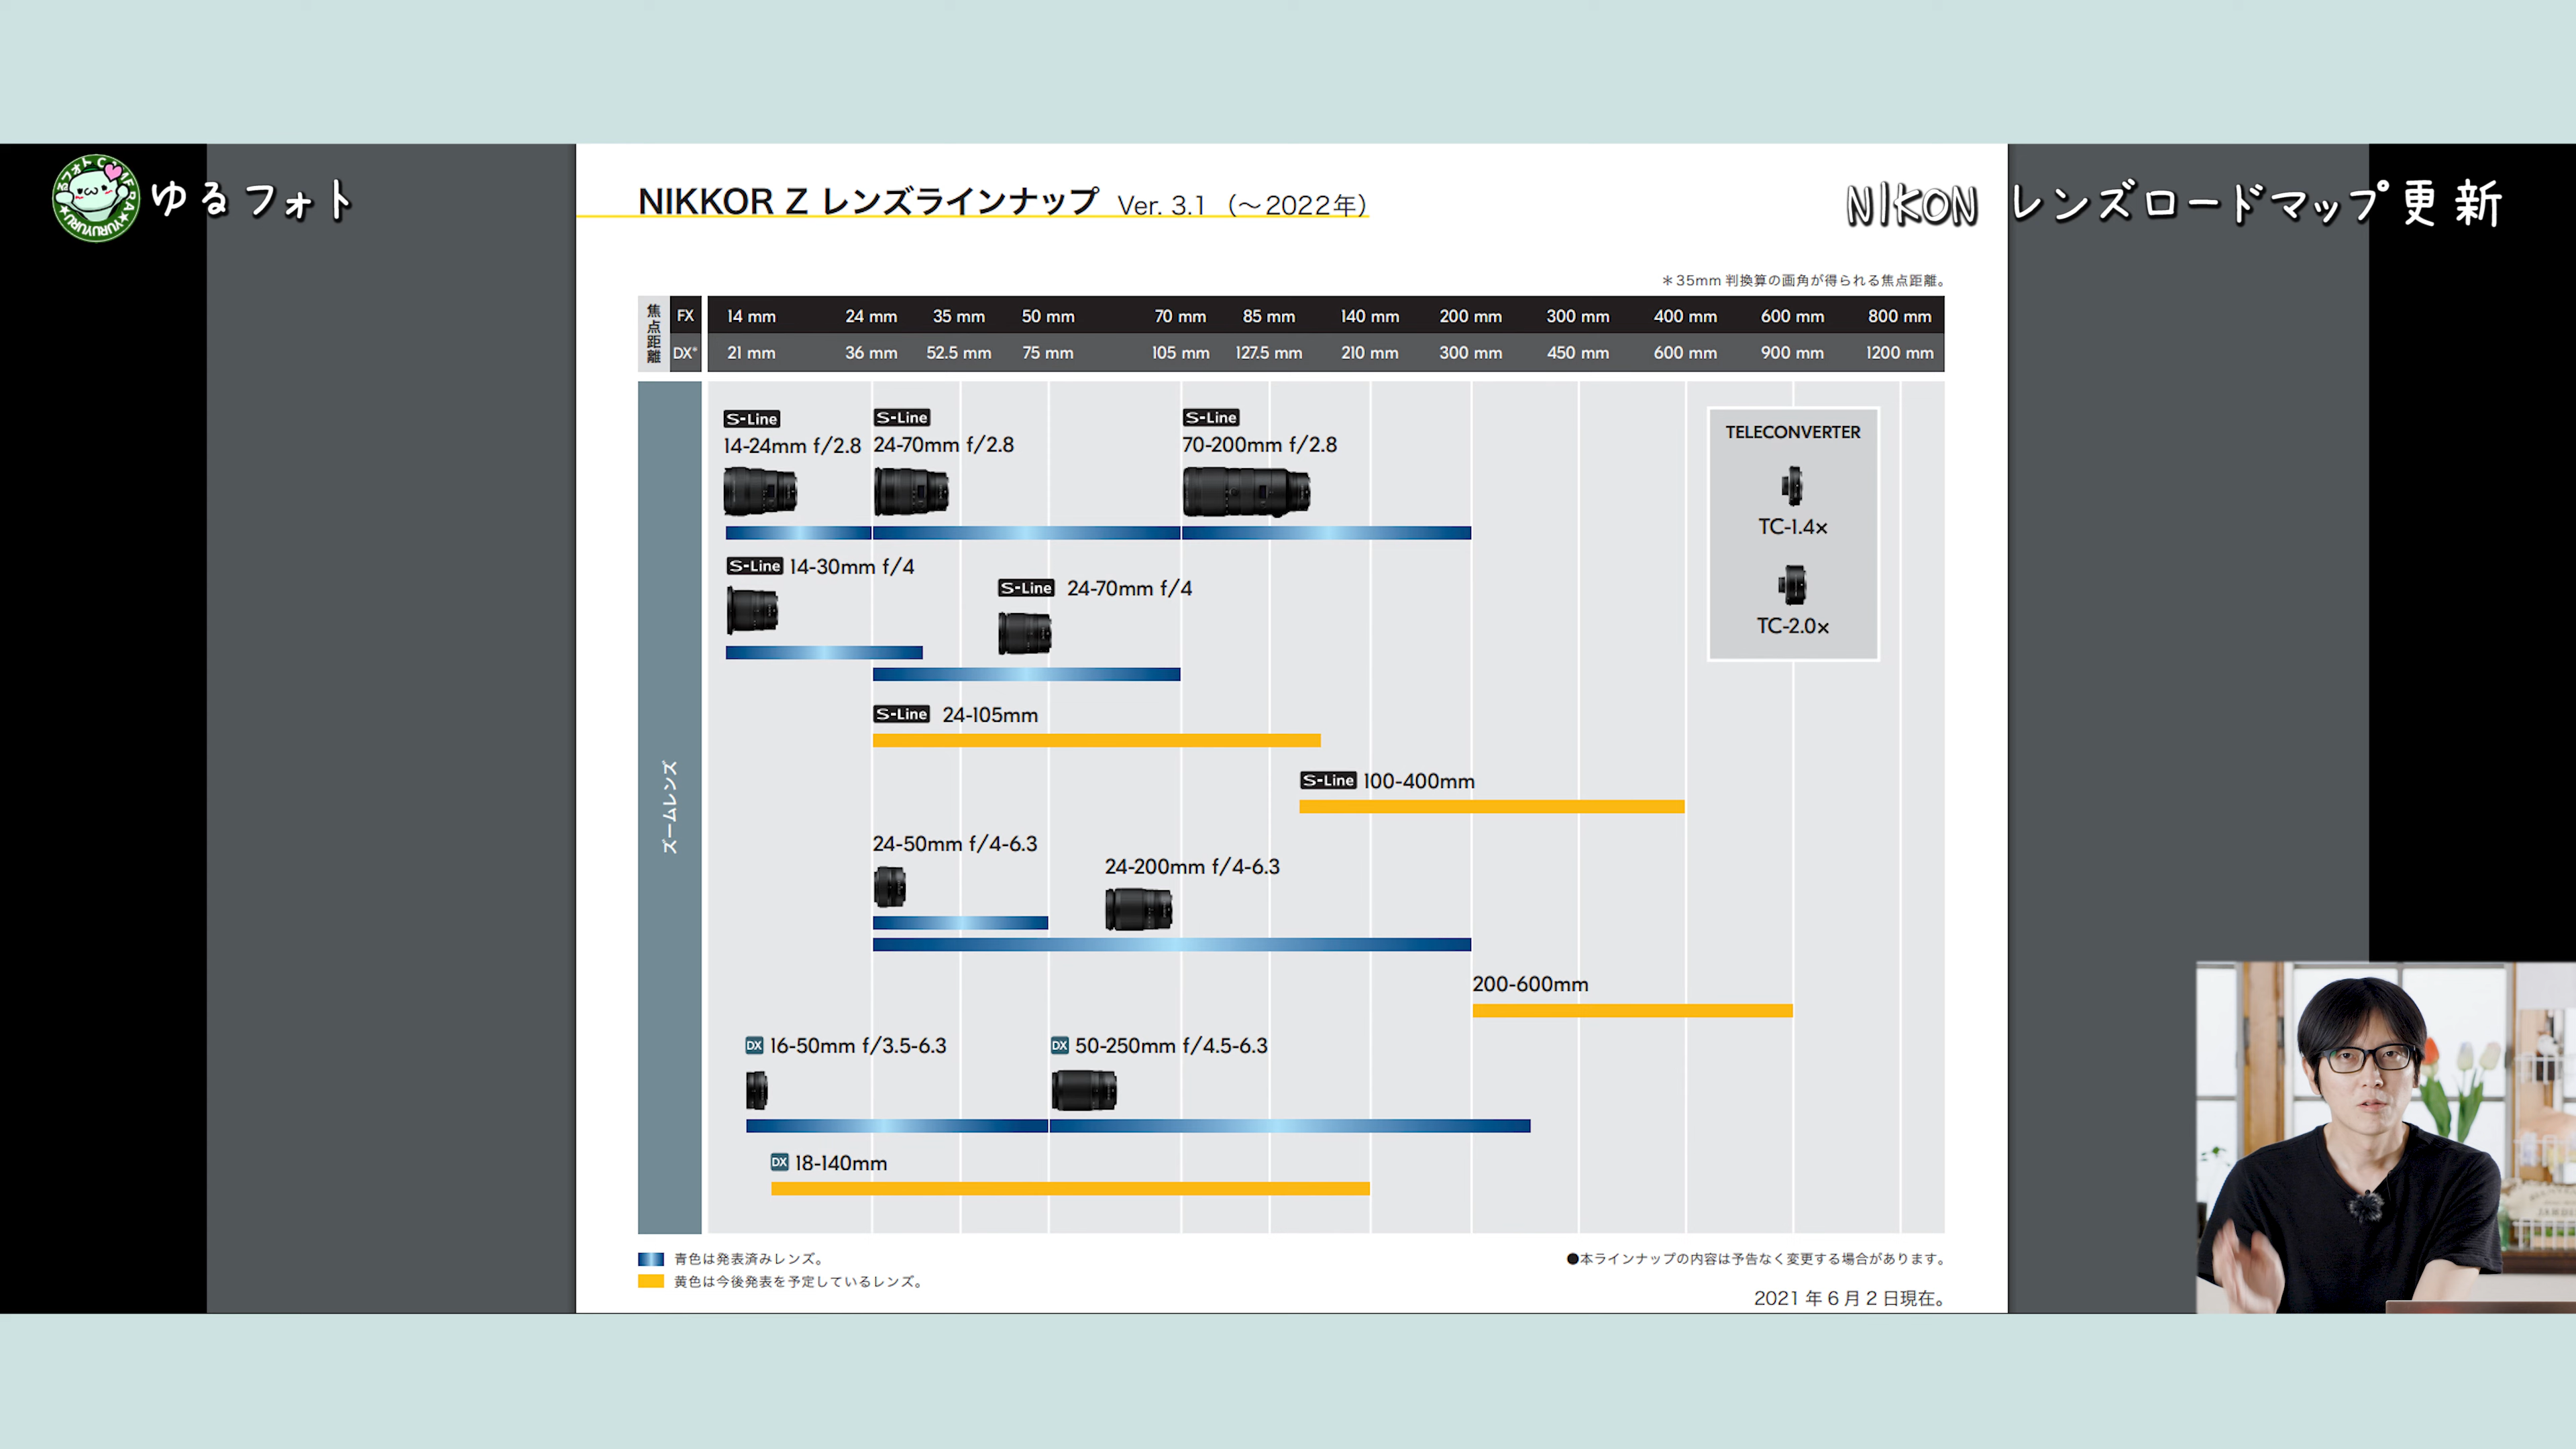 ゆるフォト
NIKON レンズロードマップ更新
NIKKOR Z レンズラインナップ Ver. 3.1 (〜2022年)
＊35mm 判換算の画角が得られる焦点距離。
焦点距離
FX 14 mm 24 mm 35 mm 50 mm 70 mm 85 mm 140 mm 200 mm 300 mm 400 mm 600 mm 800 mm
DX* 21 mm 36 mm 52.5 mm 75 mm 105 mm 127.5 mm 210 mm 300 mm 450 mm 600 mm 900 mm 1200 mm
ズームレンズ
S-Line S-Line S-Line
14-24mm f/2.8 24-70mm f/2.8 70-200mm f/2.8
TELECONVERTER
TC-1.4×
TC-2.0×
S-Line 14-30mm f/4
S-Line 24-70mm f/4
S-Line 24-105mm
S-Line 100-400mm
24-50mm f/4-6.3
24-200mm f/4-6.3
200-600mm
DX 16-50mm f/3.5-6.3 DX 50-250mm f/4.5-6.3
DX 18-140mm
青色は発表済みレンズ。
黄色は今後発表を予定しているレンズ。
●本ラインナップの内容は予告なく変更する場合があります。
2021 年 6 月 2 日現在。